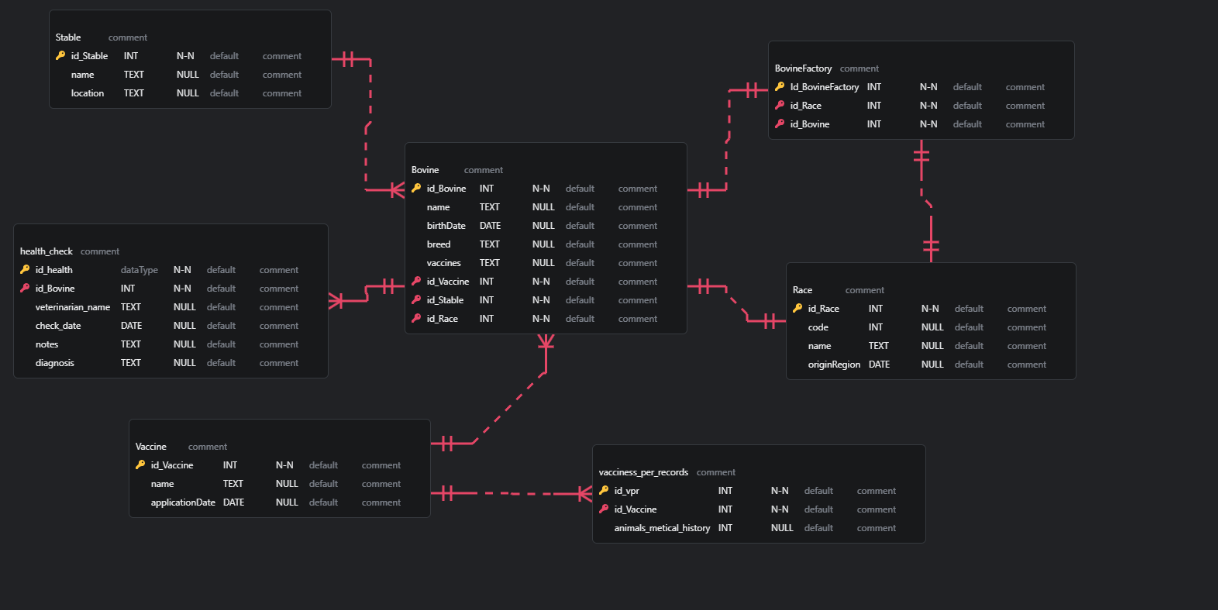 Stable comment
id_Stable INT N-N default comment
name TEXT NULL default comment
location TEXT NULL default comment
BovineFactory comment
Id_BovineFactory INT N-N default comment
id_Race INT N-N default comment
id_Bovine INT N-N default comment
Bovine comment
id_Bovine INT N-N default comment
name TEXT NULL default comment
birthDate DATE NULL default comment
breed TEXT NULL default comment
vaccines TEXT NULL default comment
id_Vaccine INT N-N default comment
id_Stable INT N-N default comment
id_Race INT N-N default comment
health_check comment
id_health dataType N-N default comment
id_Bovine INT N-N default comment
veterinarian_name TEXT NULL default comment
check_date DATE NULL default comment
notes TEXT NULL default comment
diagnosis TEXT NULL default comment
Race comment
id_Race INT N-N default comment
code INT NULL default comment
name TEXT NULL default comment
originRegion DATE NULL default comment
Vaccine comment
id_Vaccine INT N-N default comment
name TEXT NULL default comment
applicationDate DATE NULL default comment
vacciness_per_records comment
id_vpr INT N-N default comment
id_Vaccine INT N-N default comment
animals_metical_history INT NULL default comment